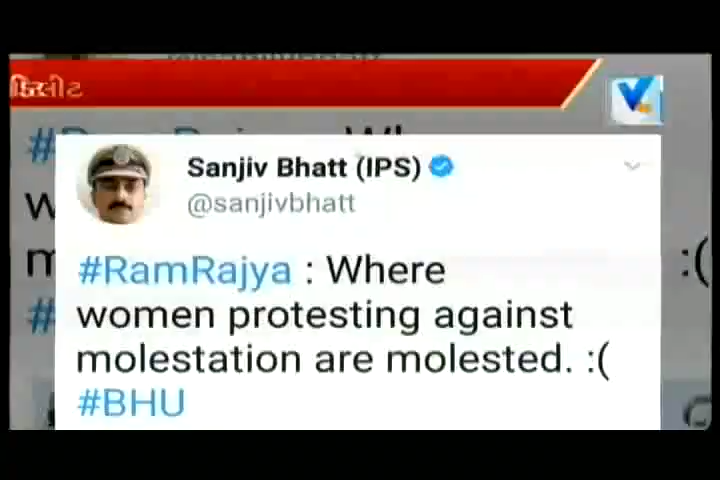 Sanjiv Bhatt (IPS)
@sanjivbhatt
#RamRajya : Where
women protesting against
molestation are molested. :(
#BHU